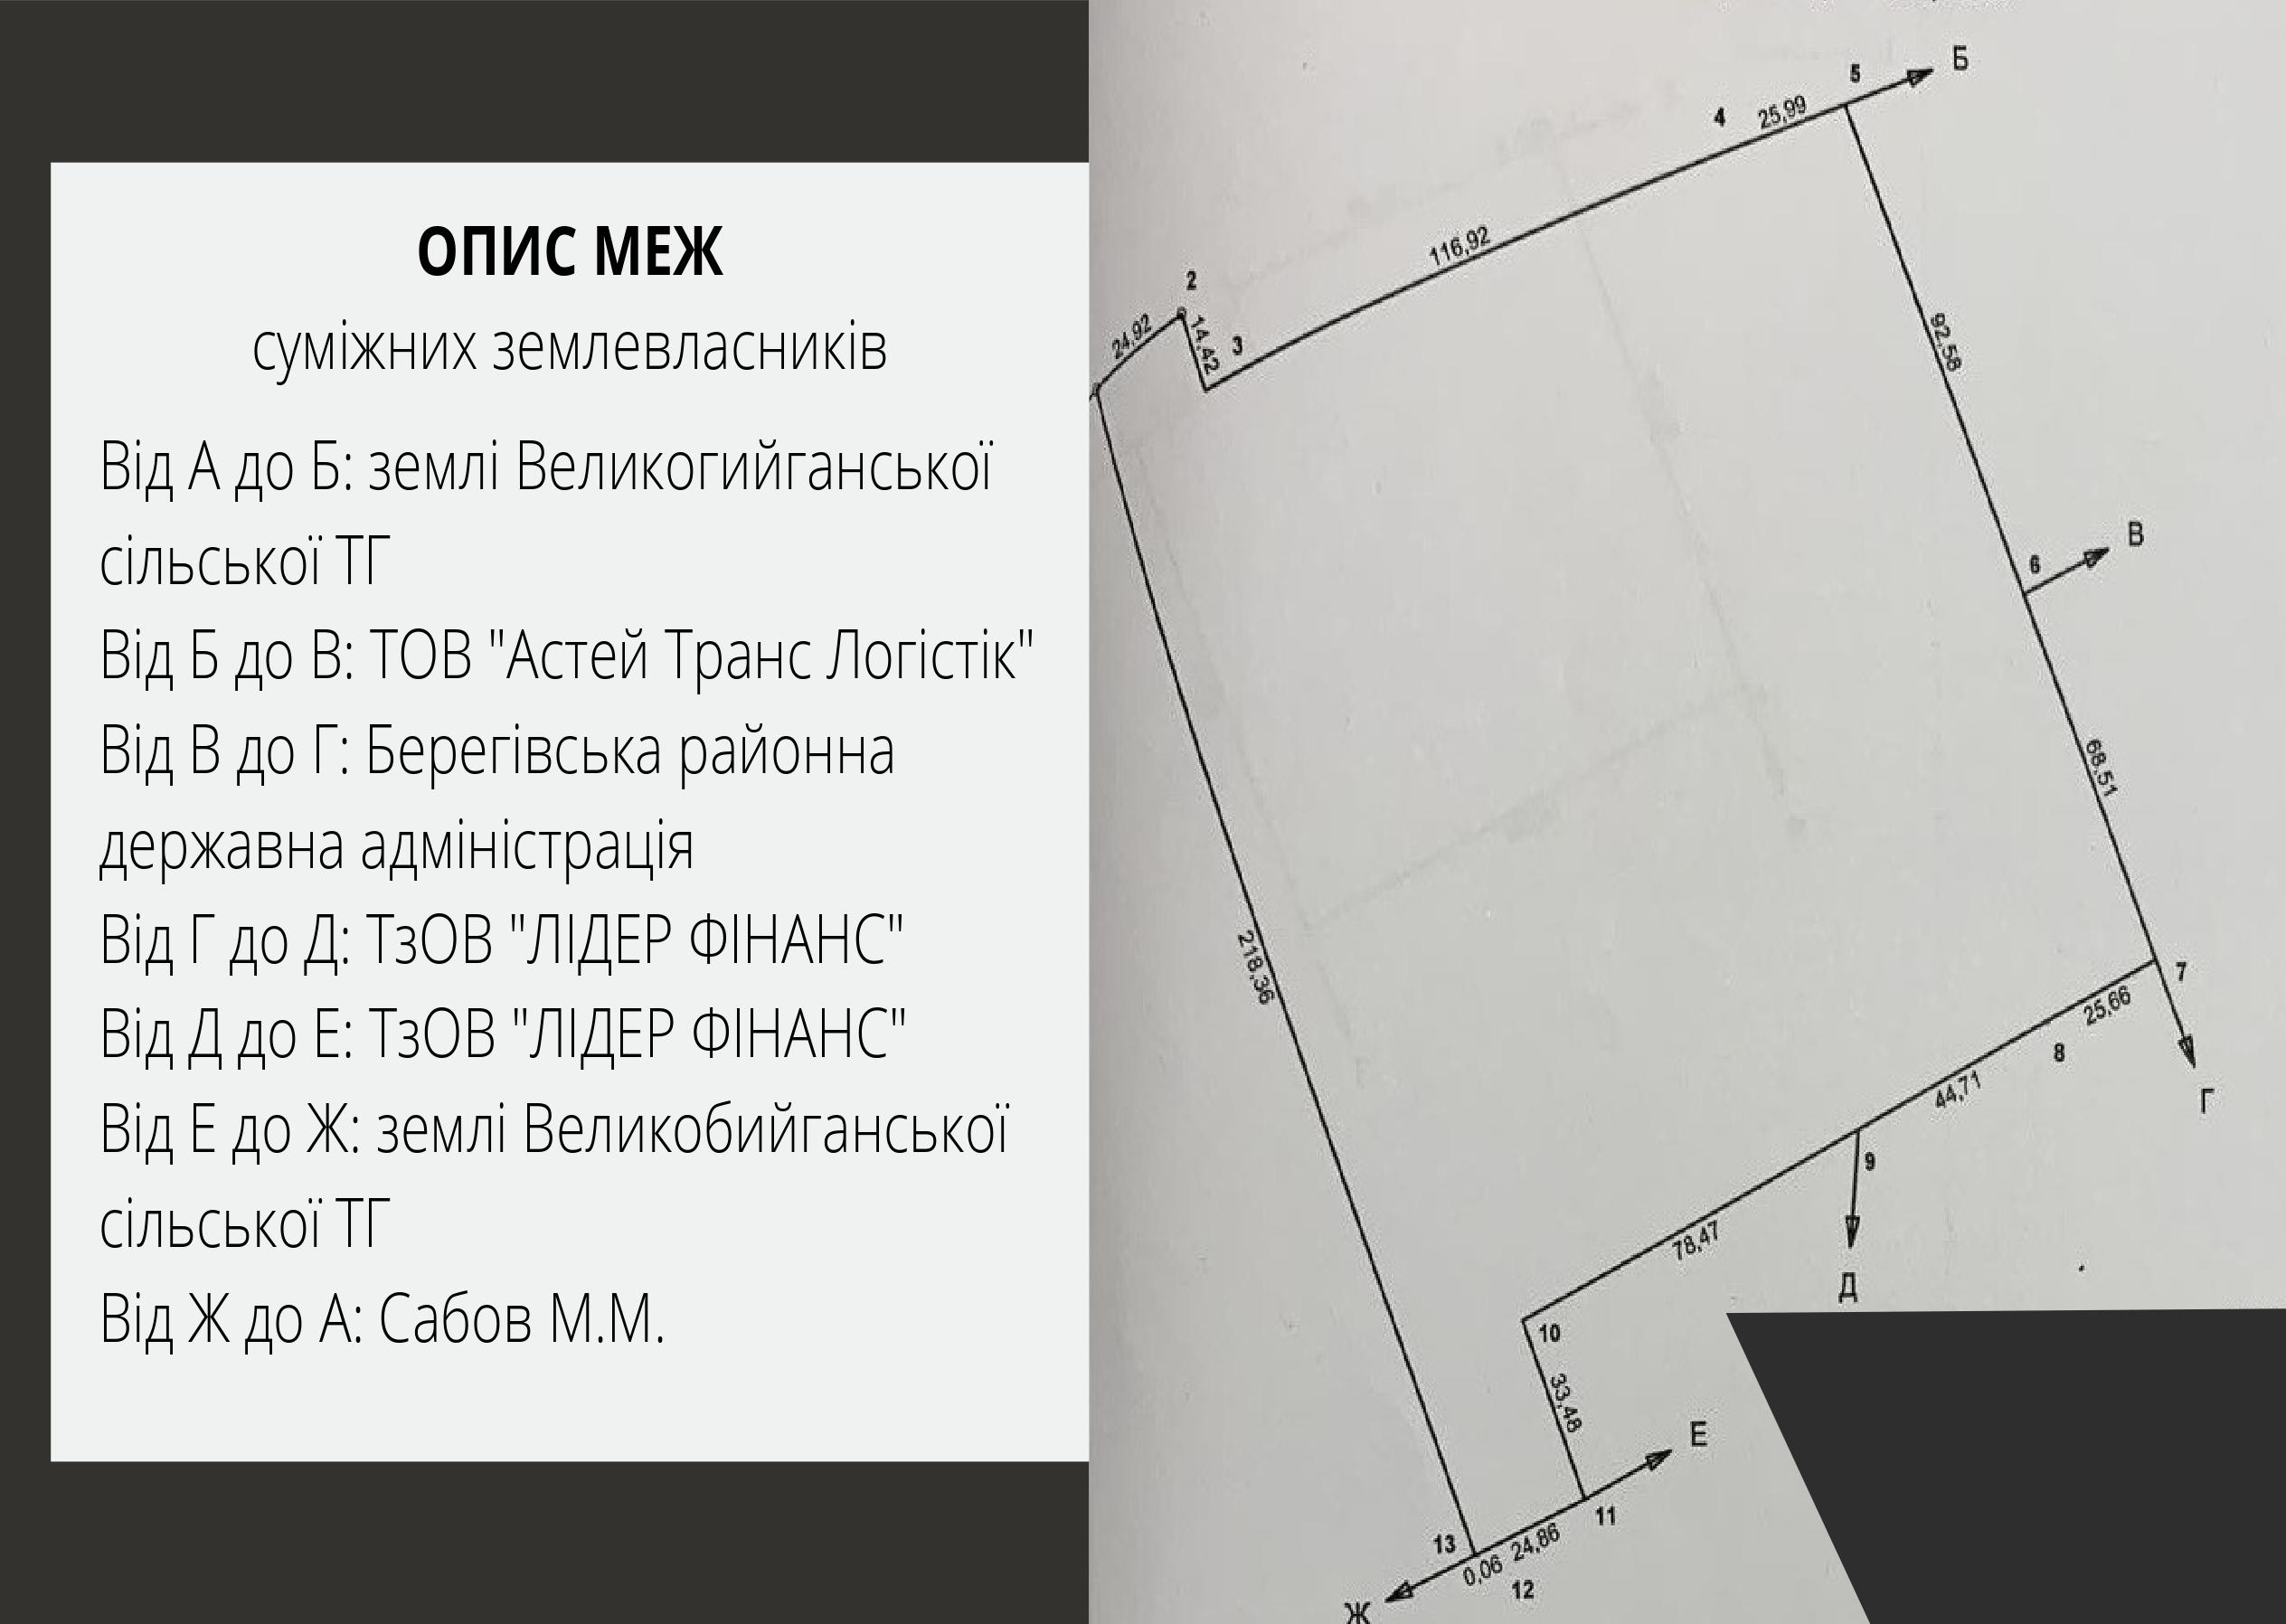 ОПИС МЕЖ
суміжних землевласників
Від А до Б: землі Великогийганської
сільської ТГ
Від Б до В: ТОВ "Астей Транс Логістік"
Від В до Г: Берегівська районна
державна адміністрація
Від Г до Д: ТзОВ "ЛІДЕР ФІНАНС"
Від Д до Е: ТзОВ "ЛІДЕР ФІНАНС"
Від Е до Ж: землі Великобийганської
сільської ТГ
Від Ж до А: Сабов М.М.
Б
5
4
25,99
116,92
2
24,92
14,42
3
92,58
В
6
68,51
218,36
7
25,66
8
Г
44,71
9
78,47
Д
10
33,48
Е
11
13
24,86
0,06
12
Ж